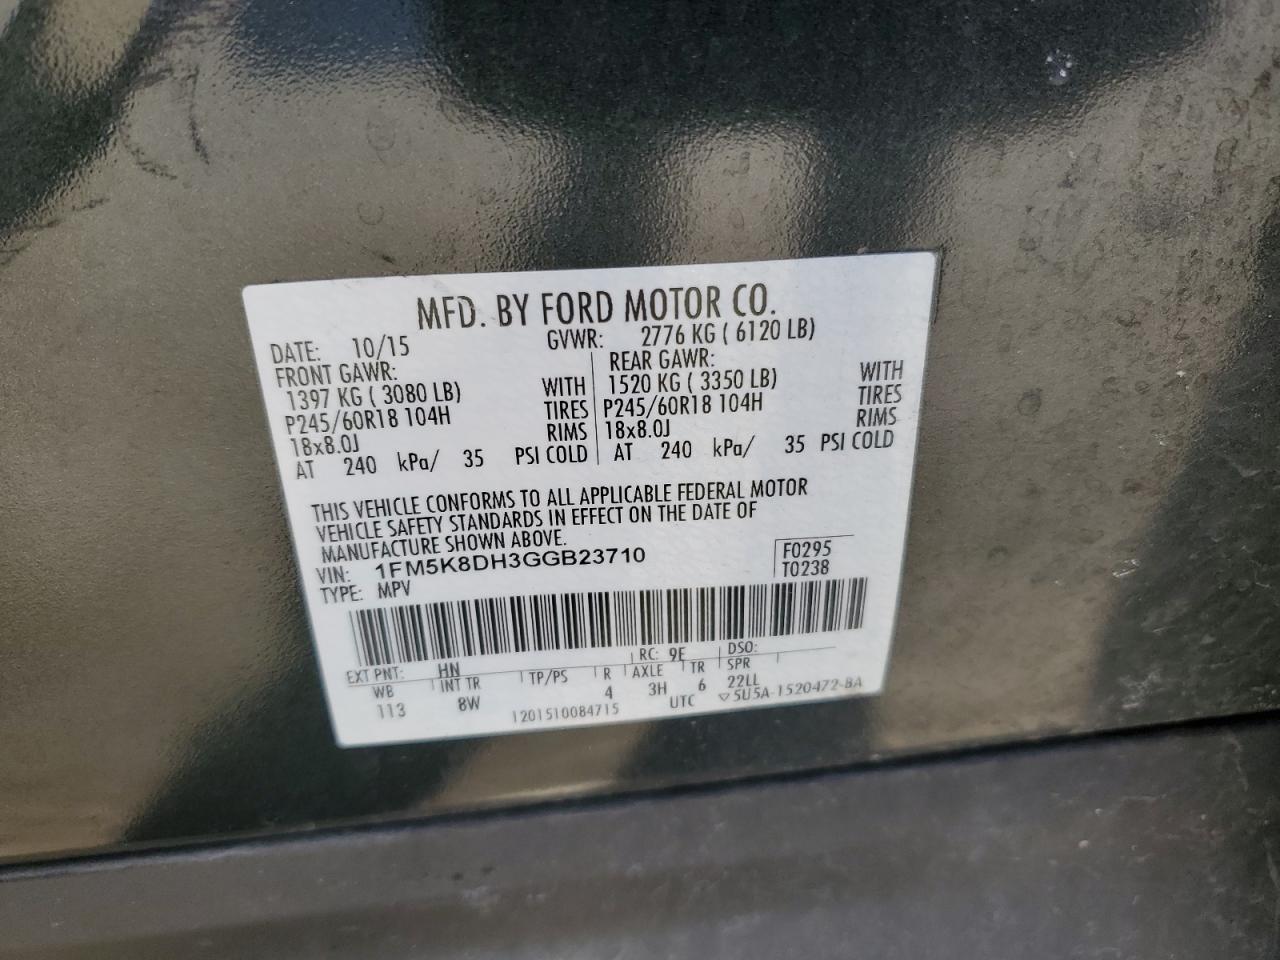 MFD. BY FORD MOTOR CO.
DATE: 10/15 GVWR: 2776 KG ( 6120 LB)
FRONT GAWR: REAR GAWR:
1397 KG ( 3080 LB) WITH 1520 KG ( 3350 LB) WITH
P245/60R18 104H TIRES P245/60R18 104H TIRES
18x8.0J RIMS 18x8.0J RIMS
AT 240 kPa/ 35 PSI COLD AT 240 kPa/ 35 PSI COLD
THIS VEHICLE CONFORMS TO ALL APPLICABLE FEDERAL MOTOR
VEHICLE SAFETY STANDARDS IN EFFECT ON THE DATE OF
MANUFACTURE SHOWN ABOVE.
VIN: 1FM5K8DH3GGB23710 F0295
TYPE: MPV T0238
EXT PNT: HN RC: 9E DSO:
WB INT TR TP/PS R AXLE TR SPR
113 8W 4 3H 6 22LL
1201510084715 UTC ▽5U5A-1520472-BA